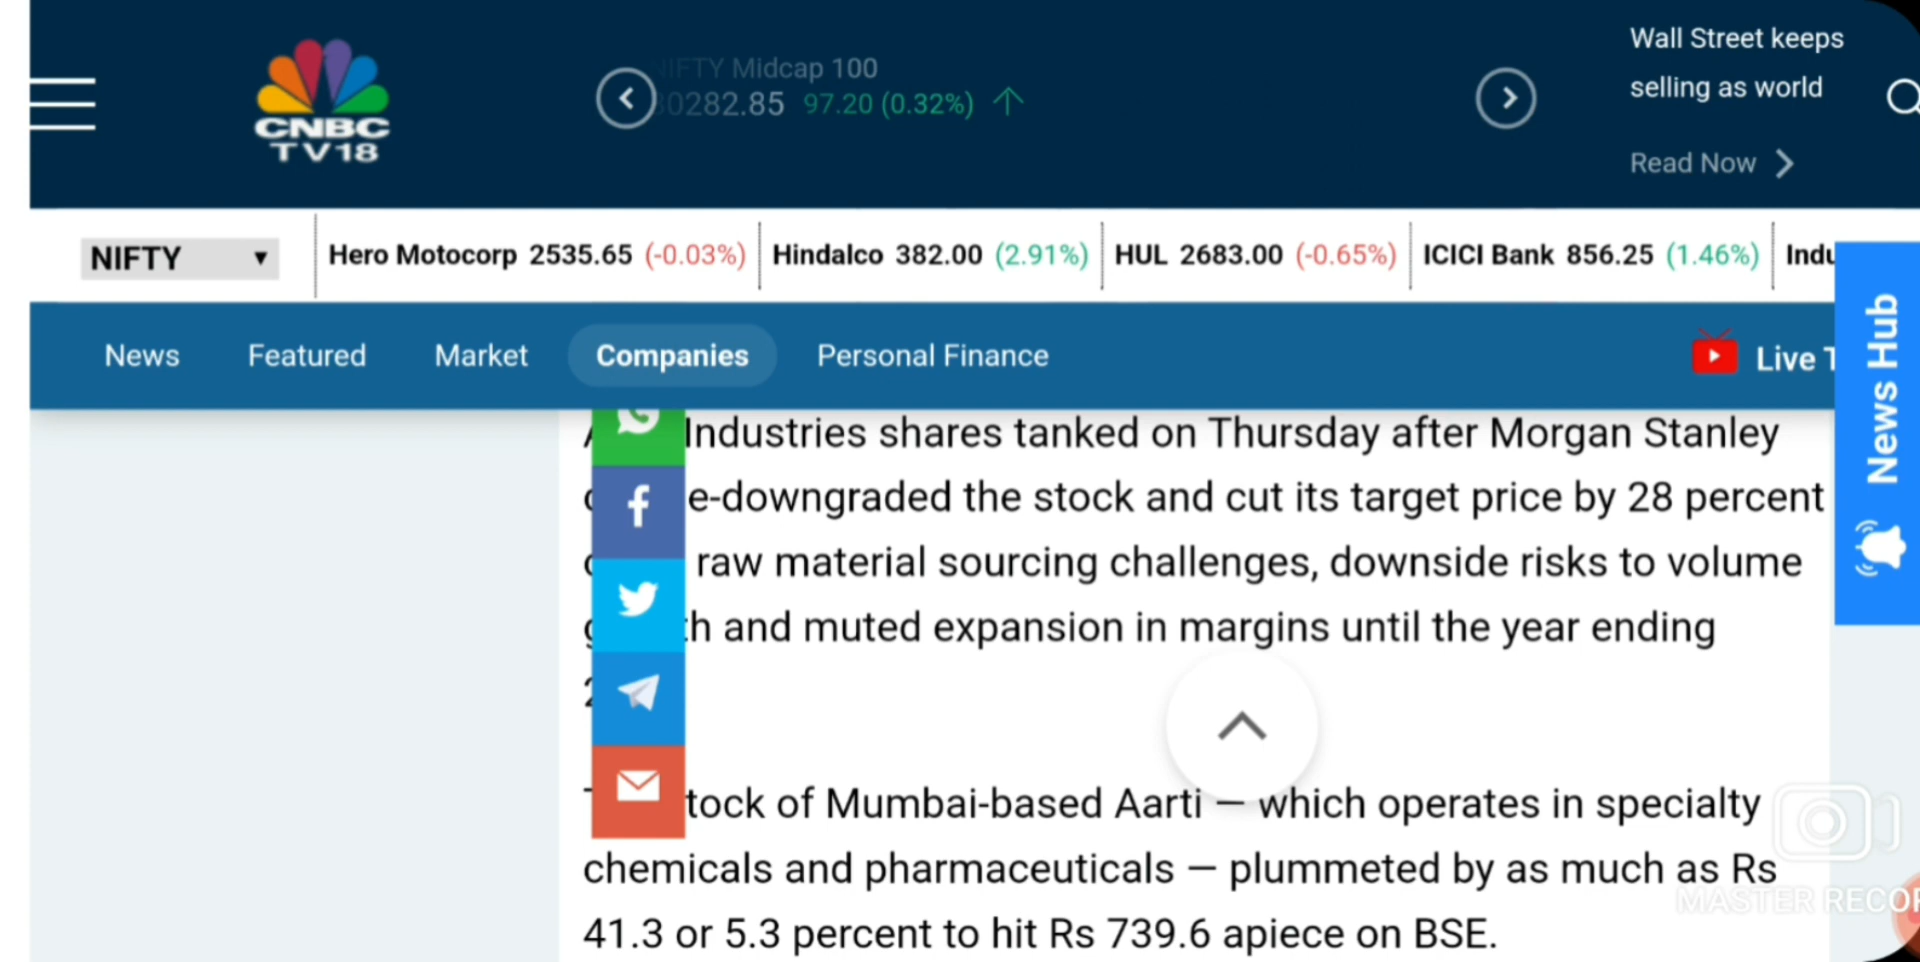 Wall Street keeps
selling as world
Read Now
CNBC
TV18
NIFTY Midcap 100
0282.85 97.20 (0.32%)
NIFTY
Hero Motocorp 2535.65 (-0.03%)
Hindalco 382.00 (2.91%)
HUL 2683.00 (-0.65%)
ICICI Bank 856.25 (1.46%)
Indu
News Featured Market Companies Personal Finance
Live T
News Hub
Industries shares tanked on Thursday after Morgan Stanley
e-downgraded the stock and cut its target price by 28 percent
raw material sourcing challenges, downside risks to volume
th and muted expansion in margins until the year ending
tock of Mumbai-based Aarti — which operates in specialty
chemicals and pharmaceuticals — plummeted by as much as Rs
41.3 or 5.3 percent to hit Rs 739.6 apiece on BSE.
MASTER RECOR